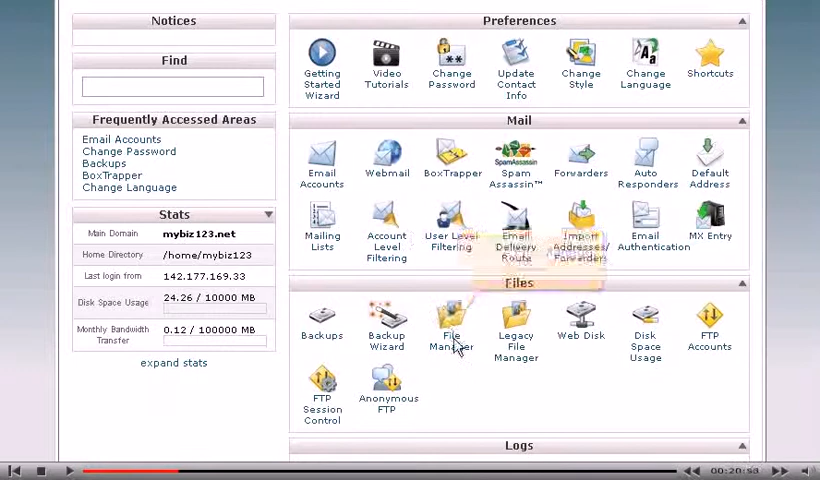 Notices
Find
Frequently Accessed Areas
Email Accounts
Change Password
Backups
BoxTrapper
Change Language
Stats
Main Domain mybiz123.net
Home Directory /home/mybiz123
Last login from 142.177.169.33
Disk Space Usage 24.26 / 10000 MB
Monthly Bandwidth Transfer 0.12 / 100000 MB
expand stats
Preferences
Getting Started Wizard
Video Tutorials
Change Password
Update Contact Info
Change Style
Change Language
Shortcuts
Mail
Email Accounts
Webmail
BoxTrapper
Spam Assassin™
Forwarders
Auto Responders
Default Address
Mailing Lists
Account Level Filtering
User Level Filtering
Email Delivery Route
Import Addresses/ Forwarders
Email Authentication
MX Entry
Files
Backups
Backup Wizard
File Manager
Legacy File Manager
Web Disk
Disk Space Usage
FTP Accounts
FTP Session Control
Anonymous FTP
Logs